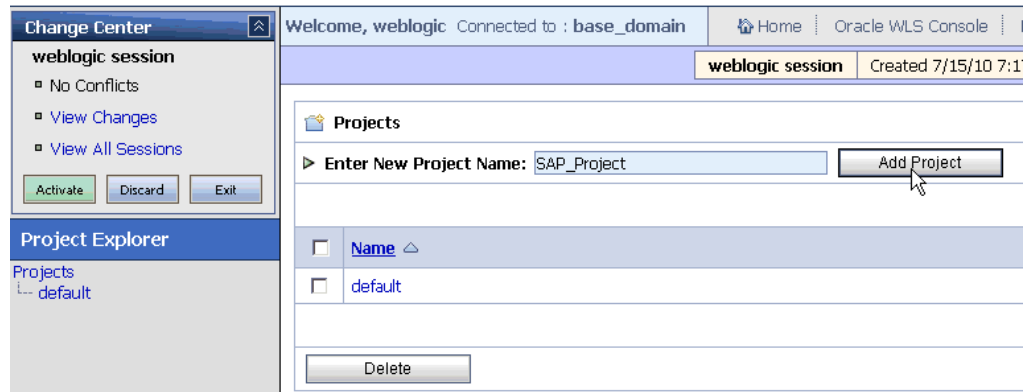 Change Center
weblogic session
No Conflicts
View Changes
View All Sessions
Activate Discard Exit
Project Explorer
Projects
default
Welcome, weblogic Connected to : base_domain Home Oracle WLS Console
weblogic session Created 7/15/10 7:17
Projects
Enter New Project Name: SAP_Project Add Project
Name
default
Delete